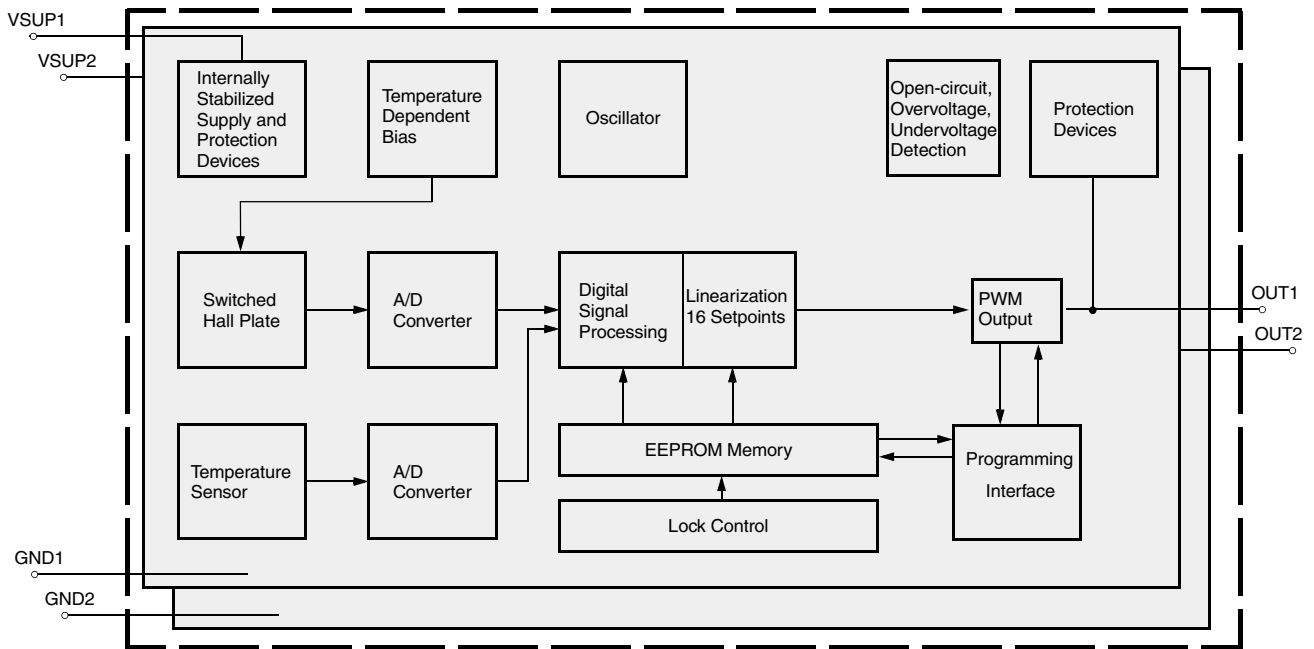 VSUP1
VSUP2
Internally
Stabilized
Supply and
Protection
Devices
Temperature
Dependent
Bias
Oscillator
Open-circuit,
Overvoltage,
Undervoltage
Detection
Protection
Devices
Switched
Hall Plate
A/D
Converter
Digital
Signal
Processing
Linearization
16 Setpoints
PWM
Output
OUT1
OUT2
Temperature
Sensor
A/D
Converter
EEPROM Memory
Lock Control
Programming
Interface
GND1
GND2